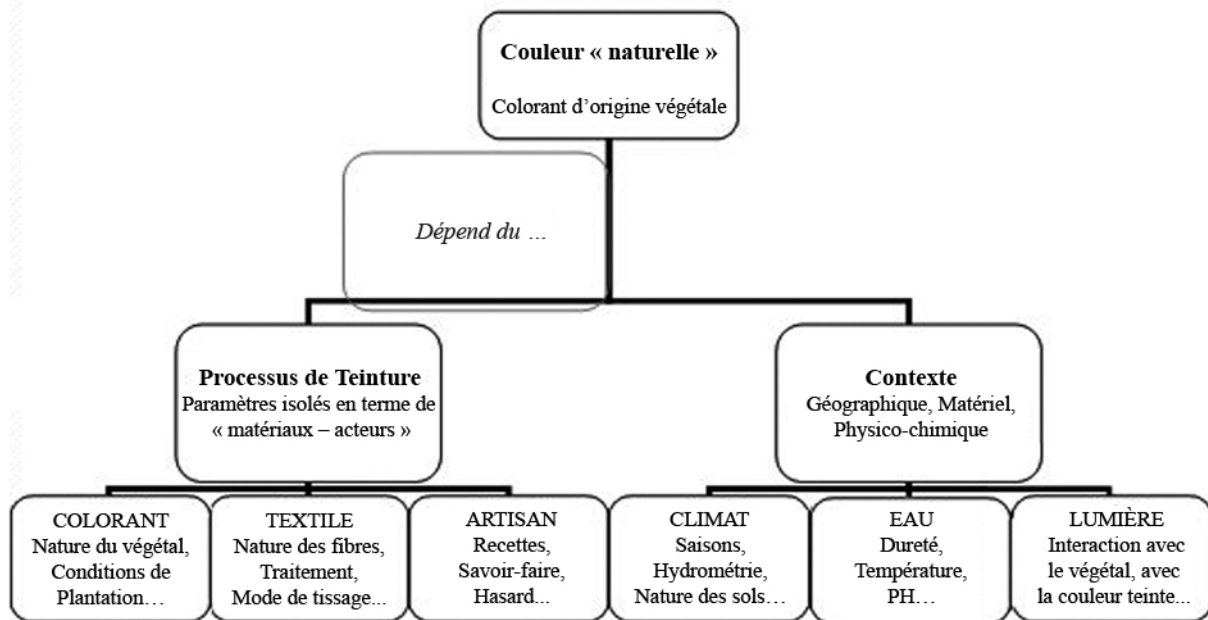 Couleur « naturelle »
Colorant d’origine végétale
Dépend du …
Processus de Teinture
Paramètres isolés en terme de
« matériaux – acteurs »
Contexte
Géographique, Matériel,
Physico-chimique
COLORANT
Nature du végétal,
Conditions de
Plantation…
TEXTILE
Nature des fibres,
Traitement,
Mode de tissage...
ARTISAN
Recettes,
Savoir-faire,
Hasard...
CLIMAT
Saisons,
Hydrométrie,
Nature des sols…
EAU
Dureté,
Température,
PH…
LUMIÈRE
Interaction avec
le végétal, avec
la couleur teinte...